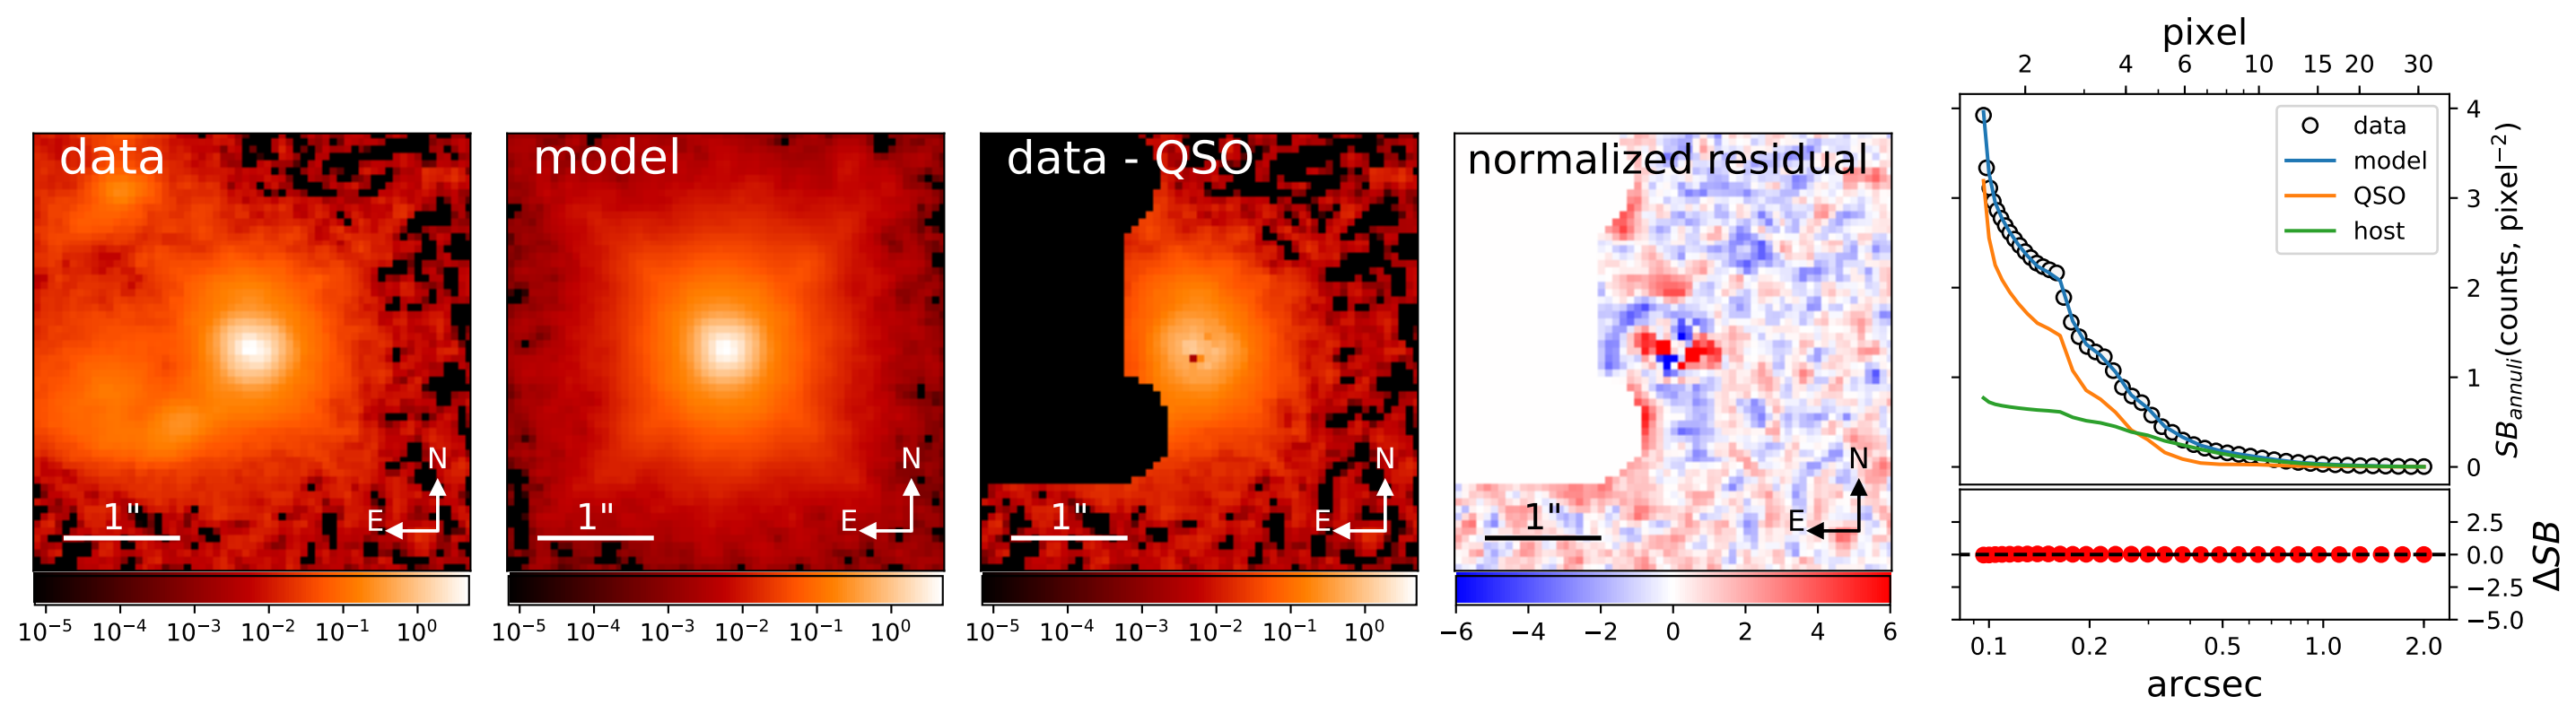 data
N
E
1"
10⁻⁵ 10⁻⁴ 10⁻³ 10⁻² 10⁻¹ 10⁰
model
N
E
1"
10⁻⁵ 10⁻⁴ 10⁻³ 10⁻² 10⁻¹ 10⁰
data - QSO
N
E
1"
10⁻⁵ 10⁻⁴ 10⁻³ 10⁻² 10⁻¹ 10⁰
normalized residual
N
E
1"
−6 −4 −2 0 2 4 6
pixel
2 4 6 10 15 20 30
data
model
QSO
host
4
3
2
1
0
SB_annuli(counts, pixel⁻²)
2.5
0.0
−2.5
−5.0
ΔSB
0.1 0.2 0.5 1.0 2.0
arcsec